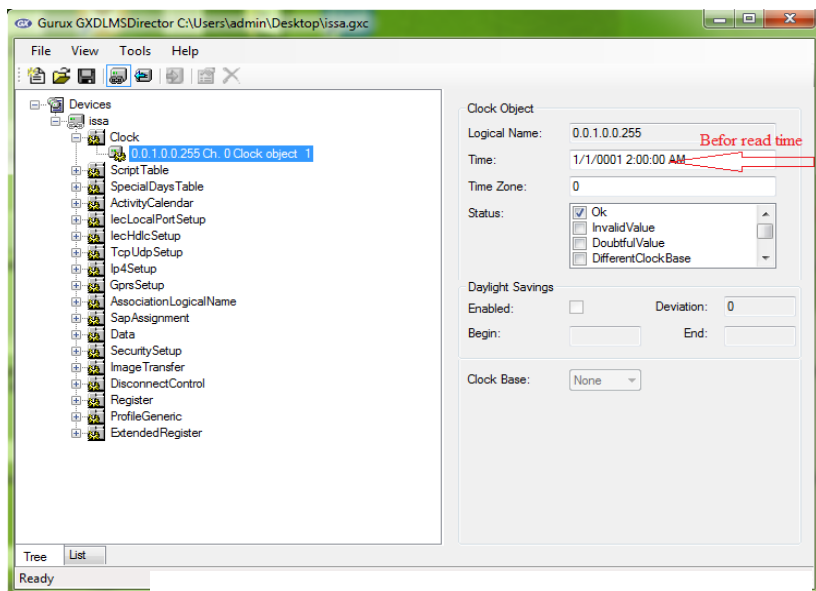 Gurux GXDLMSDirector C:\Users\admin\Desktop\issa.gxc
File View Tools Help
Devices
issa
Clock
0.0.1.0.0.255 Ch. 0 Clock object 1
ScriptTable
SpecialDaysTable
ActivityCalendar
IecLocalPortSetup
IecHdlcSetup
TcpUdpSetup
Ip4Setup
GprsSetup
AssociationLogicalName
SapAssignment
Data
SecuritySetup
ImageTransfer
DisconnectControl
Register
ProfileGeneric
ExtendedRegister
Tree List
Ready
Clock Object
Logical Name: 0.0.1.0.0.255
Befor read time
Time: 1/1/0001 2:00:00 AM
Time Zone: 0
Status: Ok
InvalidValue
DoubtfulValue
DifferentClockBase
Daylight Savings
Enabled: Deviation: 0
Begin: End:
Clock Base: None